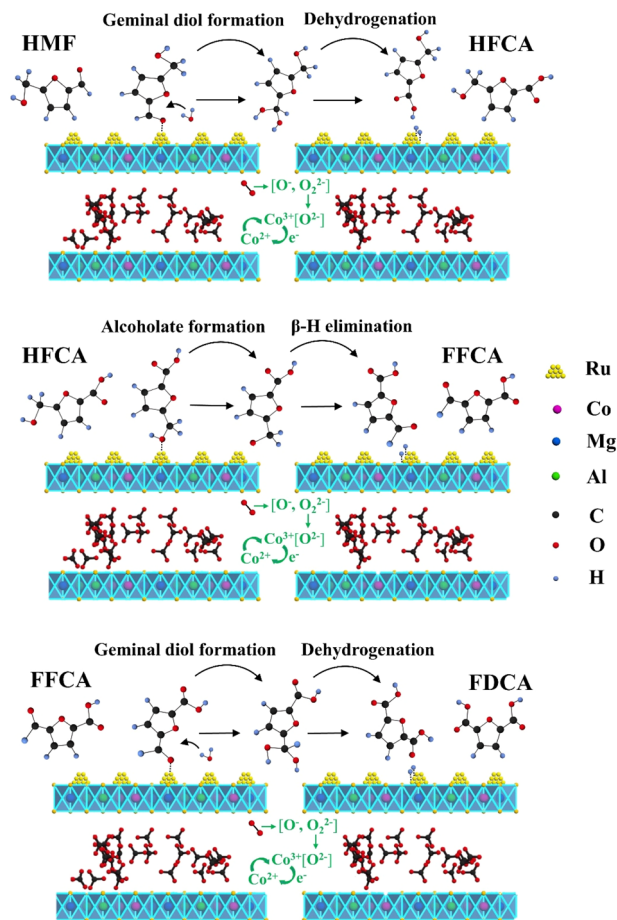 Geminal diol formation Dehydrogenation
HMF HFCA
[O⁻, O₂²⁻]
Co³⁺[O²⁻]
Co²⁺ e⁻
Alcoholate formation β-H elimination
HFCA FFCA
[O⁻, O₂²⁻]
Co³⁺[O²⁻]
Co²⁺ e⁻
Ru
Co
Mg
Al
C
O
H
Geminal diol formation Dehydrogenation
FFCA FDCA
[O⁻, O₂²⁻]
Co³⁺[O²⁻]
Co²⁺ e⁻